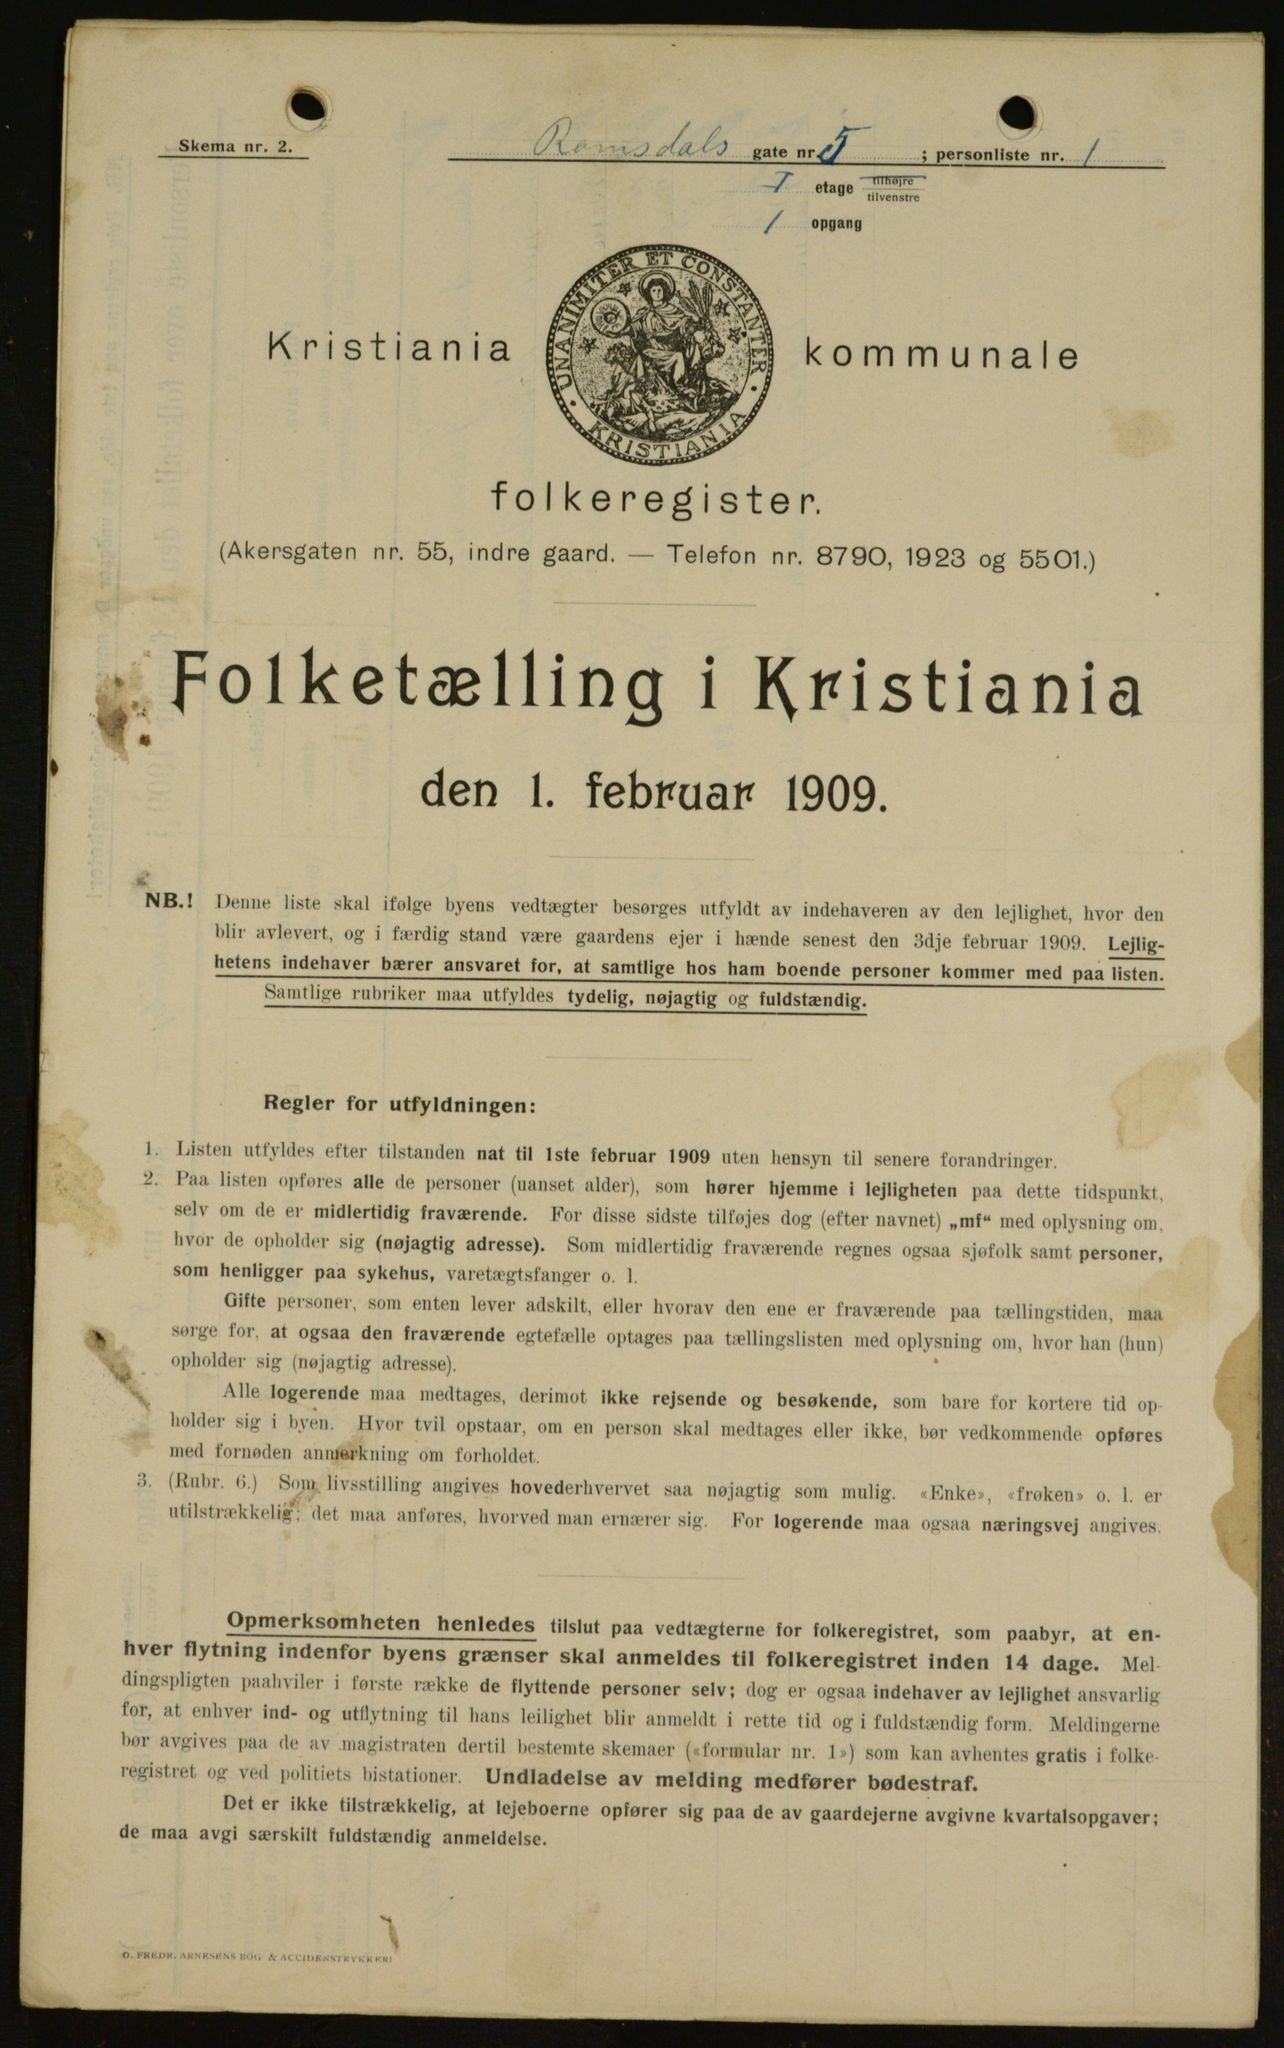 Skema nr. 2.
Romsdals gate nr. 5 ; personliste nr. 1
I etage tilhøjre
tilvenstre
1 opgang
UNANIMITER ET CONSTANTER · KRISTIANIA ·
Kristiania kommunale
folkeregister.
(Akersgaten nr. 55, indre gaard. — Telefon nr. 8790, 1923 og 5501.)
Folketælling i Kristiania
den 1. februar 1909.
NB.! Denne liste skal ifølge byens vedtægter besørges utfyldt av indehaveren av den lejlighet, hvor den
blir avlevert, og i færdig stand være gaardens ejer i hænde senest den 3dje februar 1909. Lejlig-
hetens indehaver bærer ansvaret for, at samtlige hos ham boende personer kommer med paa listen.
Samtlige rubriker maa utfyldes tydelig, nøjagtig og fuldstændig.
Regler for utfyldningen:
1. Listen utfyldes efter tilstanden nat til 1ste februar 1909 uten hensyn til senere forandringer.
2. Paa listen opføres alle de personer (uanset alder), som hører hjemme i lejligheten paa dette tidspunkt,
selv om de er midlertidig fraværende. For disse sidste tilføjes dog (efter navnet) „mf“ med oplysning om,
hvor de opholder sig (nøjagtig adresse). Som midlertidig fraværende regnes ogsaa sjøfolk samt personer,
som henligger paa sykehus, varetægtsfanger o. l.
Gifte personer, som enten lever adskilt, eller hvorav den ene er fraværende paa tællingstiden, maa
sørge for, at ogsaa den fraværende egtefælle optages paa tællingslisten med oplysning om, hvor han (hun)
opholder sig (nøjagtig adresse).
Alle logerende maa medtages, derimot ikke rejsende og besøkende, som bare for kortere tid op-
holder sig i byen. Hvor tvil opstaar, om en person skal medtages eller ikke, bør vedkommende opføres
med fornøden anmerkning om forholdet.
3. (Rubr. 6.) Som livsstilling angives hovederhvervet saa nøjagtig som mulig. «Enke», «frøken» o. l. er
utilstrækkelig; det maa anføres, hvorved man ernærer sig. For logerende maa ogsaa næringsvej angives.
Opmerksomheten henledes tilslut paa vedtægterne for folkeregistret, som paabyr, at en-
hver flytning indenfor byens grænser skal anmeldes til folkeregistret inden 14 dage. Mel-
dingspligten paahviler i første række de flyttende personer selv; dog er ogsaa indehaver av lejlighet ansvarlig
for, at enhver ind- og utflytning til hans leilighet blir anmeldt i rette tid og i fuldstændig form. Meldingerne
bør avgives paa de av magistraten dertil bestemte skemaer («formular nr. 1») som kan avhentes gratis i folke-
registret og ved politiets bistationer. Undladelse av melding medfører bødestraf.
Det er ikke tilstrækkelig, at lejeboerne opfører sig paa de av gaardejerne avgivne kvartalsopgaver;
de maa avgi særskilt fuldstændig anmeldelse.
O. FREDR. ARNESENS BOG- & ACCIDENSTRYKKERI